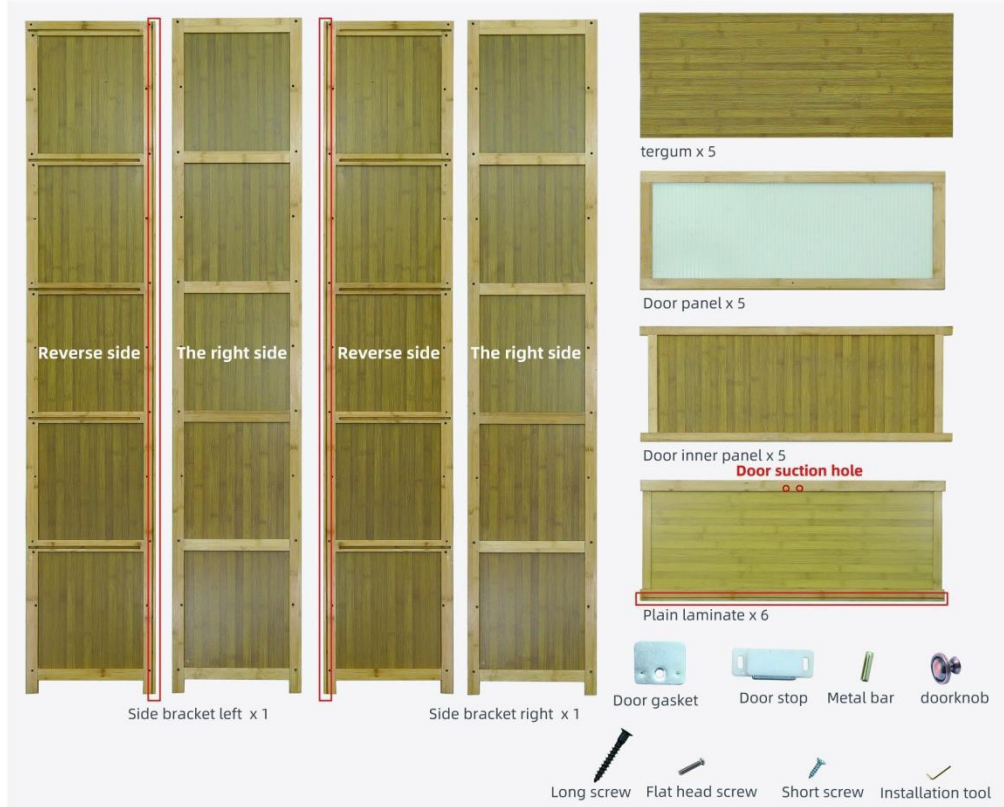 Reverse side
The right side
Reverse side
The right side
Side bracket left x 1
Side bracket right x 1
tergum x 5
Door panel x 5
Door inner panel x 5
Door suction hole
Plain laminate x 6
Door gasket
Door stop
Metal bar
doorknob
Long screw
Flat head screw
Short screw
Installation tool